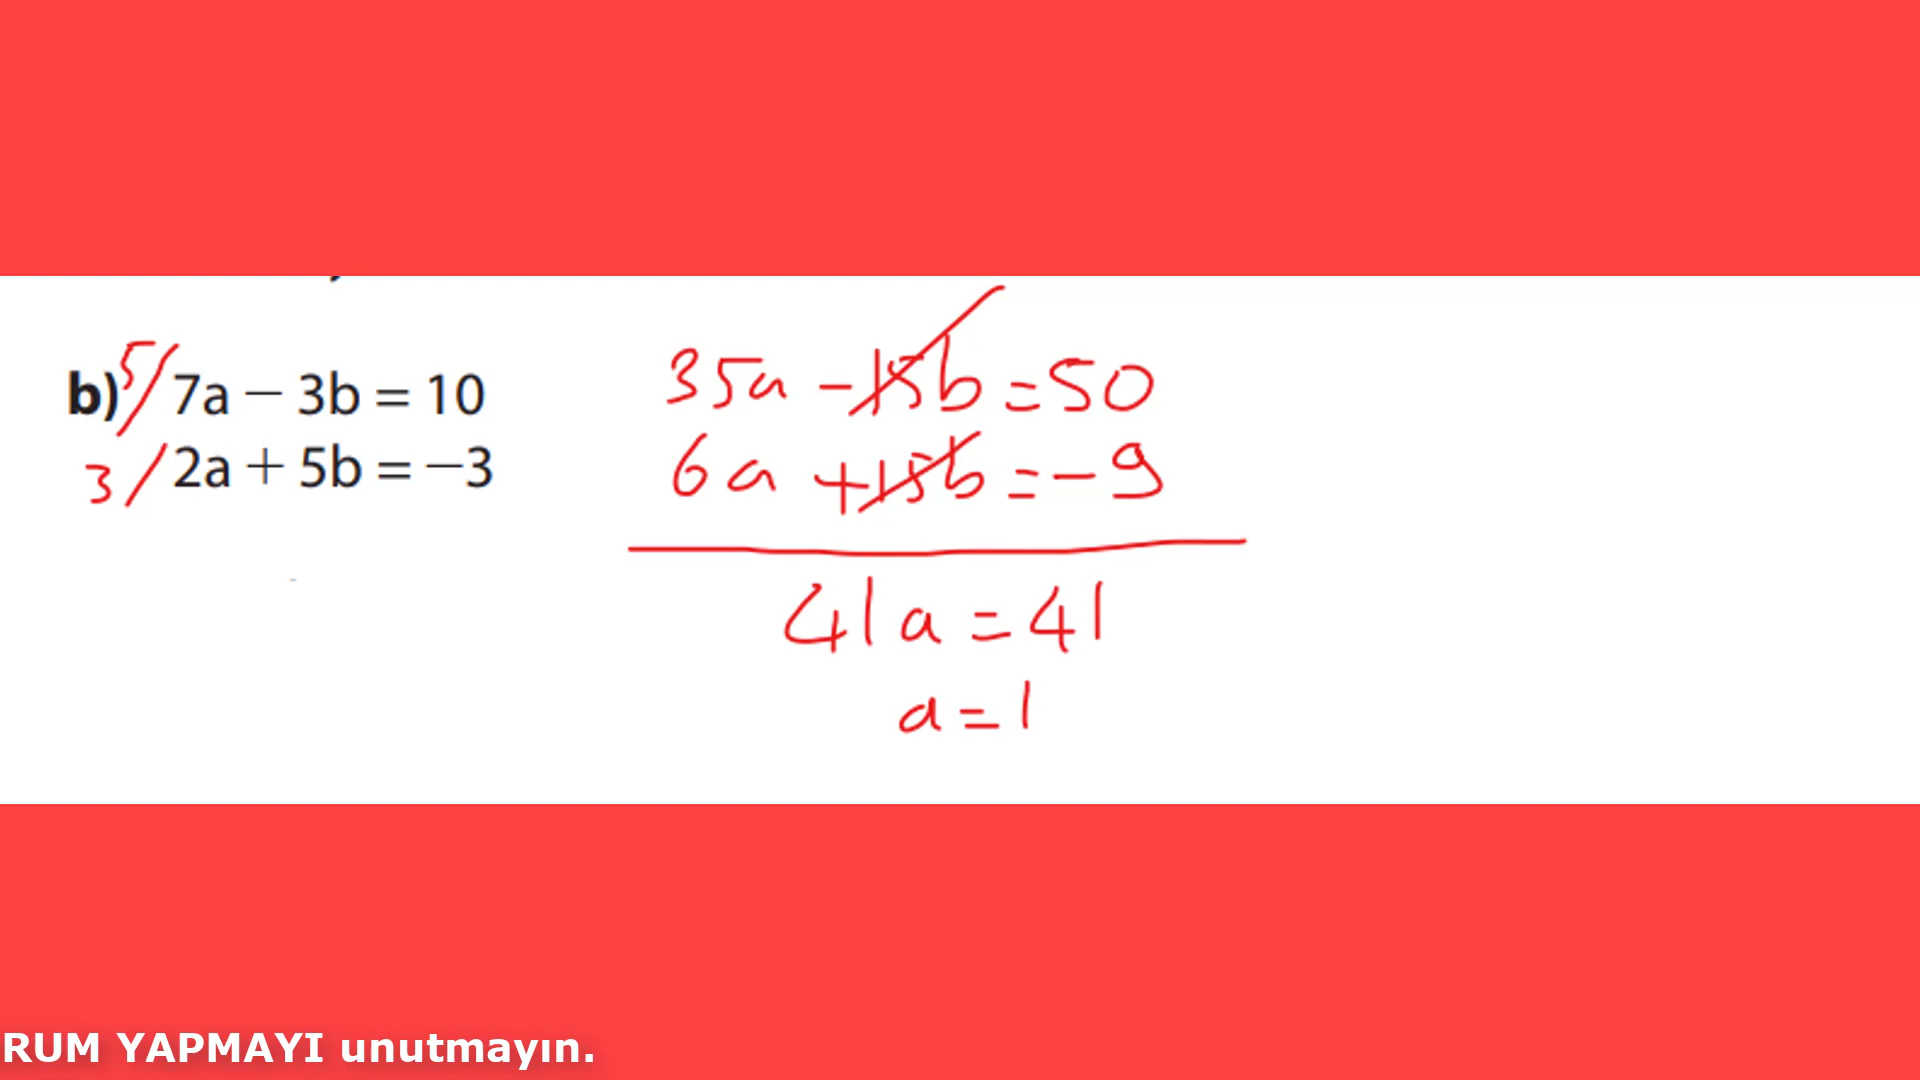 b) 5/ 7a − 3b = 10
3/ 2a + 5b = −3
35a − 15b = 50
6a + 15b = − 9
41a = 41
a = 1
RUM YAPMAYI unutmayın.